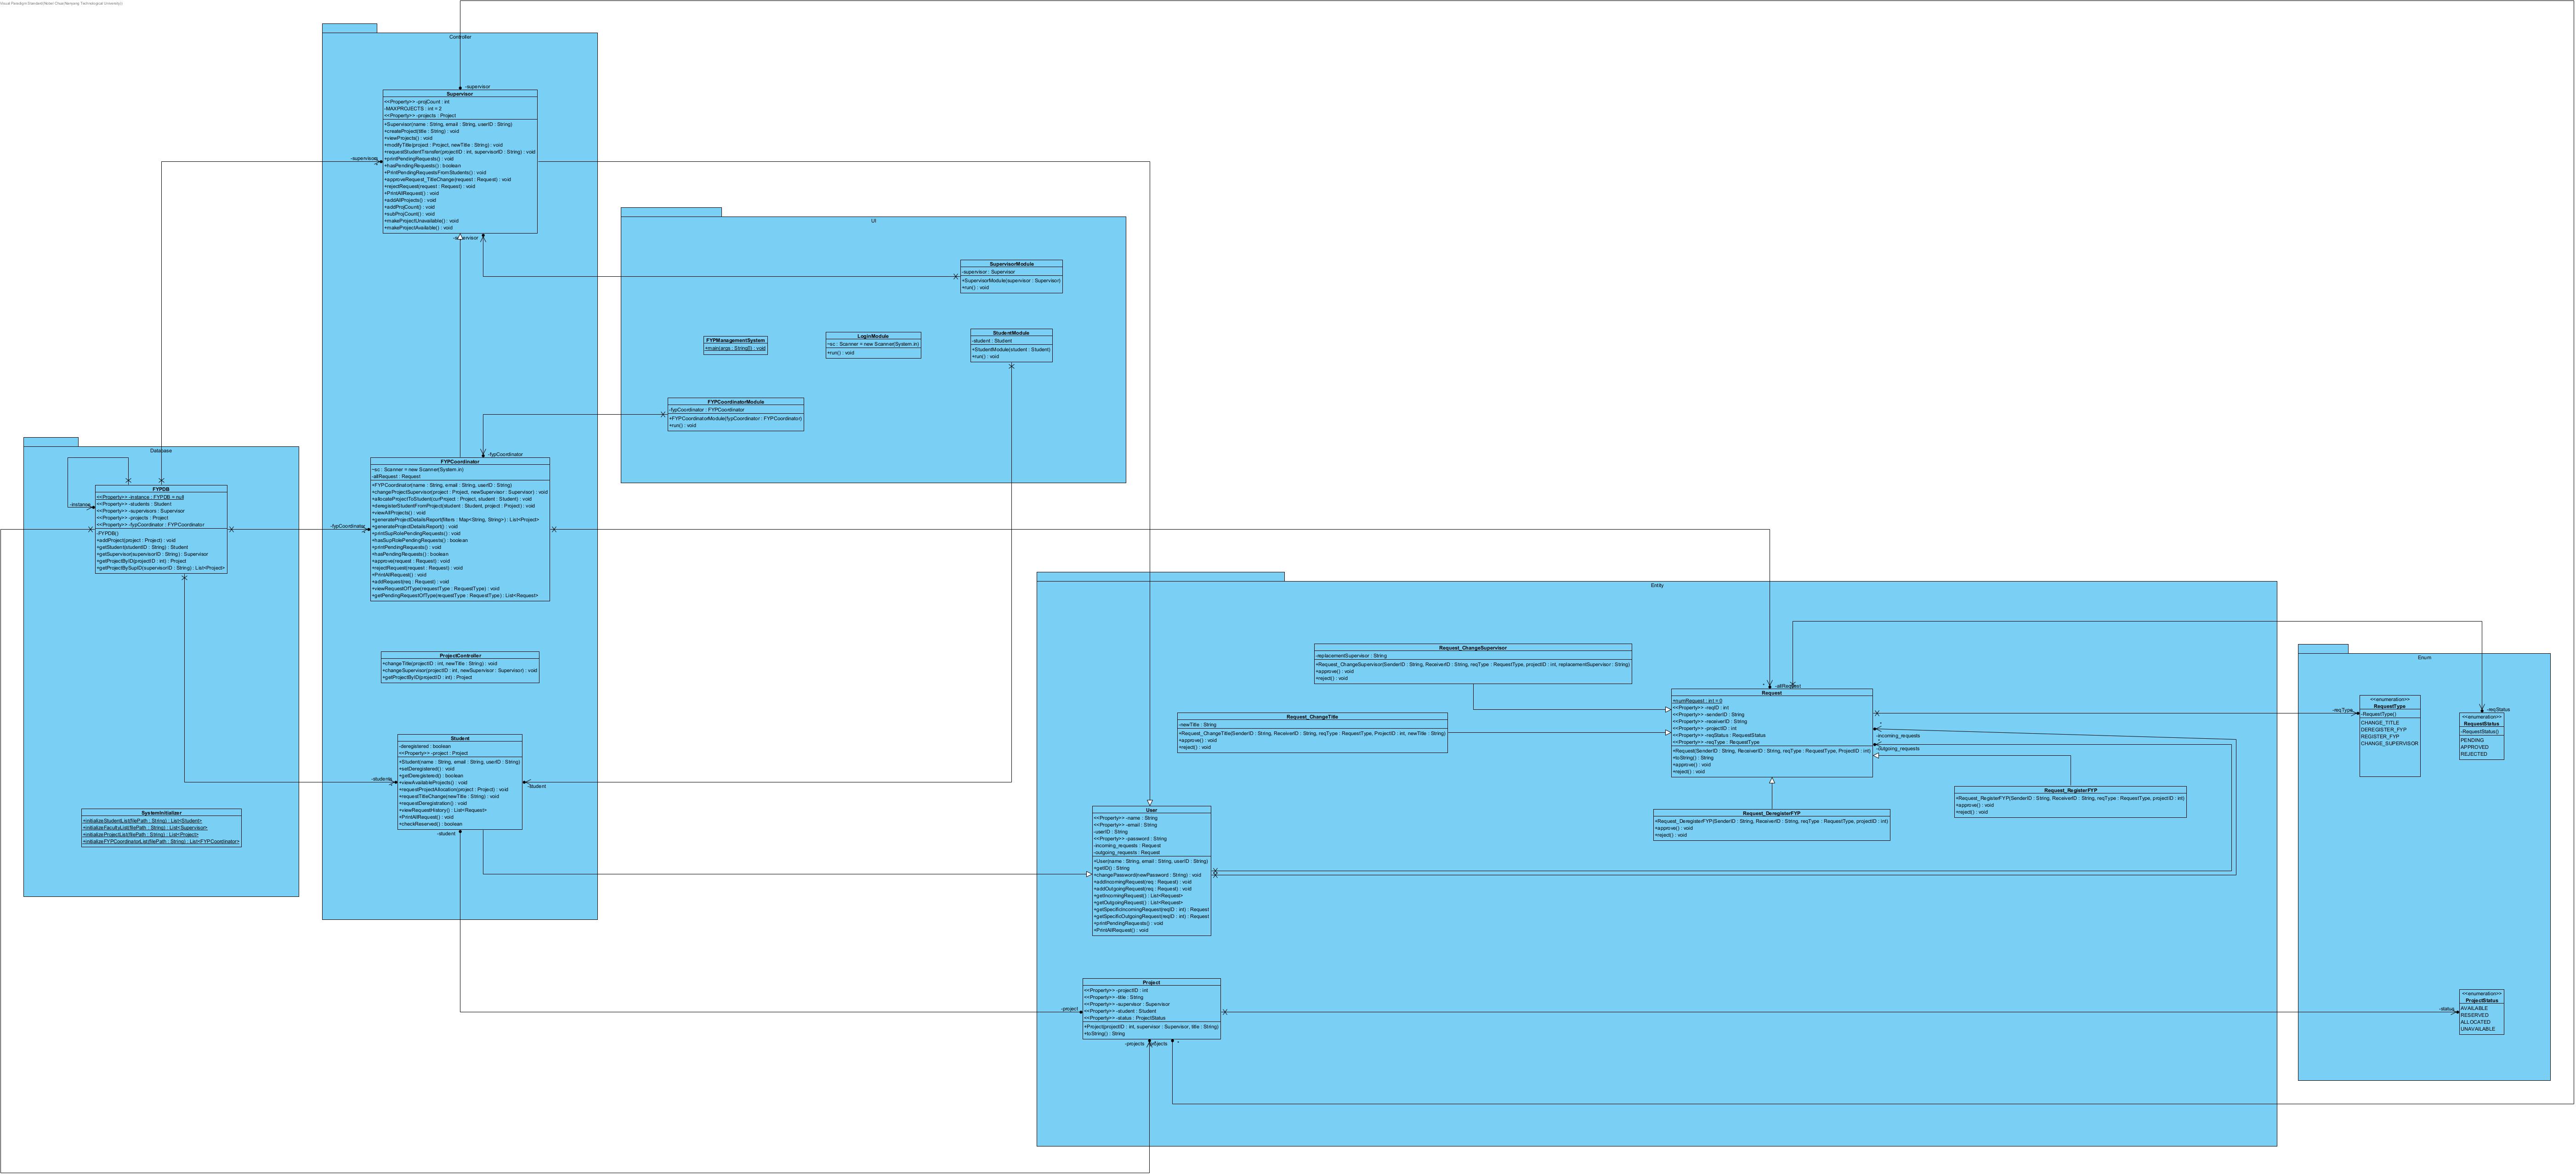 Visual Paradigm Standard(Nister Chua(Nanyang Technological University))
Controller
-supervisor
Supervisor
<<Property>> -projCount : int
-MAXPROJECTS : int = 2
<<Property>> -projects : Project
+Supervisor(name : String, email : String, userID : String)
+createProject(title : String) : void
+viewProjects() : void
+modifyTitle(project : Project, newTitle : String) : void
+requestStudentTransfer(projectID : int, supervisorID : String) : void
+printPendingRequests() : void
+hasPendingRequests() : boolean
+PrintPendingRequestsFromStudents() : void
+approveRequest_TitleChange(request : Request) : void
+rejectRequest(request : Request) : void
+PrintAllRequest() : void
+addAllProjects() : void
+addProjCount() : void
+subProjCount() : void
+makeProjectUnavailable() : void
+makeProjectAvailable() : void
-supervisors
-supervisor
UI
SupervisorModule
-supervisor : Supervisor
+SupervisorModule(supervisor : Supervisor)
+run() : void
FYPManagementSystem
+main(args : String[]) : void
LoginModule
~sc : Scanner = new Scanner(System.in)
+run() : void
StudentModule
-student : Student
+StudentModule(student : Student)
+run() : void
FYPCoordinatorModule
-fypCoordinator : FYPCoordinator
+FYPCoordinatorModule(fypCoordinator : FYPCoordinator)
+run() : void
Database
-instance
FYPDB
<<Property>> -instance : FYPDB = null
<<Property>> -students : Student
<<Property>> -supervisors : Supervisor
<<Property>> -projects : Project
<<Property>> -fypCoordinator : FYPCoordinator
-FYPDB()
+addProject(project : Project) : void
+getStudent(studentID : String) : Student
+getSupervisor(supervisorID : String) : Supervisor
+getProjectByID(projectID : int) : Project
+getProjectBySupID(supervisorID : String) : List<Project>
-fypCoordinator
-fypCoordinator
FYPCoordinator
~sc : Scanner = new Scanner(System.in)
-allRequest : Request
+FYPCoordinator(name : String, email : String, userID : String)
+changeProjectSupervisor(project : Project, newSupervisor : Supervisor) : void
+allocateProjectToStudent(curProject : Project, student : Student) : void
+deregisterStudentFromProject(student : Student, project : Project) : void
+viewAllProjects() : void
+generateProjectDetailsReport(filters : Map<String, String>) : List<Project>
+generateProjectDetailsReport() : void
+printSupRolePendingRequests() : void
+hasSupRolePendingRequests() : boolean
+printPendingRequests() : void
+hasPendingRequests() : boolean
+approve(request : Request) : void
+rejectRequest(request : Request) : void
+PrintAllRequest() : void
+addRequest(req : Request) : void
+viewRequestOfType(requestType : RequestType) : void
+getPendingRequestOfType(requestType : RequestType) : List<Request>
ProjectController
+changeTitle(projectID : int, newTitle : String) : void
+changeSupervisor(projectID : int, newSupervisor : Supervisor) : void
+getProjectByID(projectID : int) : Project
Student
-deregistered : boolean
<<Property>> -project : Project
+Student(name : String, email : String, userID : String)
+setDeregistered() : void
+getDeregistered() : boolean
+viewAvailableProjects() : void
+requestProjectAllocation(project : Project) : void
+requestTitleChange(newTitle : String) : void
+requestDeregistration() : void
+viewRequestHistory() : List<Request>
+PrintAllRequest() : void
+checkReserved() : boolean
-students
-student
-student
SystemInitializer
+initializeStudentList(filePath : String) : List<Student>
+initializeFacultyList(filePath : String) : List<Supervisor>
+initializeProjectList(filePath : String) : List<Project>
+initializeFYPCoordinatorList(filePath : String) : List<FYPCoordinator>
Entity
Request_ChangeSupervisor
-replacementSupervisor : String
+Request_ChangeSupervisor(SenderID : String, ReceiverID : String, reqType : RequestType, projectID : int, replacementSupervisor : String)
+approve() : void
+reject() : void
Request_ChangeTitle
-newTitle : String
+Request_ChangeTitle(SenderID : String, ReceiverID : String, reqType : RequestType, ProjectID : int, newTitle : String)
+approve() : void
+reject() : void
* -allRequest
Request
+numRequest : int = 0
<<Property>> -reqID : int
<<Property>> -senderID : String
<<Property>> -receiverID : String
<<Property>> -projectID : int
<<Property>> -reqStatus : RequestStatus
<<Property>> -reqType : RequestType
+Request(SenderID : String, ReceiverID : String, reqType : RequestType, ProjectID : int)
+toString() : String
+approve() : void
+reject() : void
*
-incoming_requests
*
-outgoing_requests
Request_DeregisterFYP
+Request_DeregisterFYP(SenderID : String, ReceiverID : String, reqType : RequestType, projectID : int)
+approve() : void
+reject() : void
Request_RegisterFYP
+Request_RegisterFYP(SenderID : String, ReceiverID : String, reqType : RequestType, projectID : int)
+approve() : void
+reject() : void
User
<<Property>> -name : String
<<Property>> -email : String
-userID : String
<<Property>> -password : String
-incoming_requests : Request
-outgoing_requests : Request
+User(name : String, email : String, userID : String)
+getID() : String
+changePassword(newPassword : String) : void
+addIncomingRequest(req : Request) : void
+addOutgoingRequest(req : Request) : void
+getIncomingRequest() : List<Request>
+getOutgoingRequest() : List<Request>
+getSpecificIncomingRequest(reqID : int) : Request
+getSpecificOutgoingRequest(reqID : int) : Request
+printPendingRequests() : void
+PrintAllRequest() : void
-project
Project
<<Property>> -projectID : int
<<Property>> -title : String
<<Property>> -supervisor : Supervisor
<<Property>> -student : Student
<<Property>> -status : ProjectStatus
+Project(projectID : int, supervisor : Supervisor, title : String)
+toString() : String
-projects
-projects
*
Enum
-reqType
<<enumeration>>
RequestType
-RequestType()
CHANGE_TITLE
DEREGISTER_FYP
REGISTER_FYP
CHANGE_SUPERVISOR
-reqStatus
<<enumeration>>
RequestStatus
-RequestStatus()
PENDING
APPROVED
REJECTED
-status
<<enumeration>>
ProjectStatus
AVAILABLE
RESERVED
ALLOCATED
UNAVAILABLE